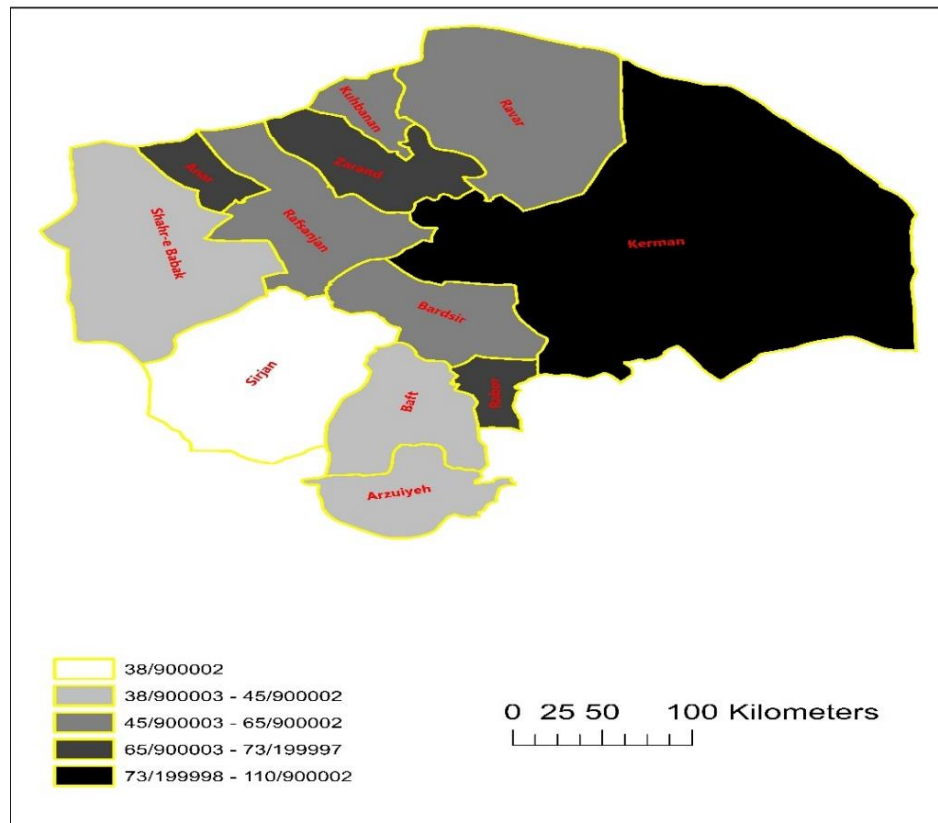 Kuhbanan
Ravar
Zarand
Anar
Rafsanjan
Shahr-e Babak
Kerman
Bardsir
Sirjan
Baft
Raber
Arzuiyeh
38/900002
38/900003 - 45/900002
45/900003 - 65/900002
65/900003 - 73/199997
73/199998 - 110/900002
0 25 50 100 Kilometers